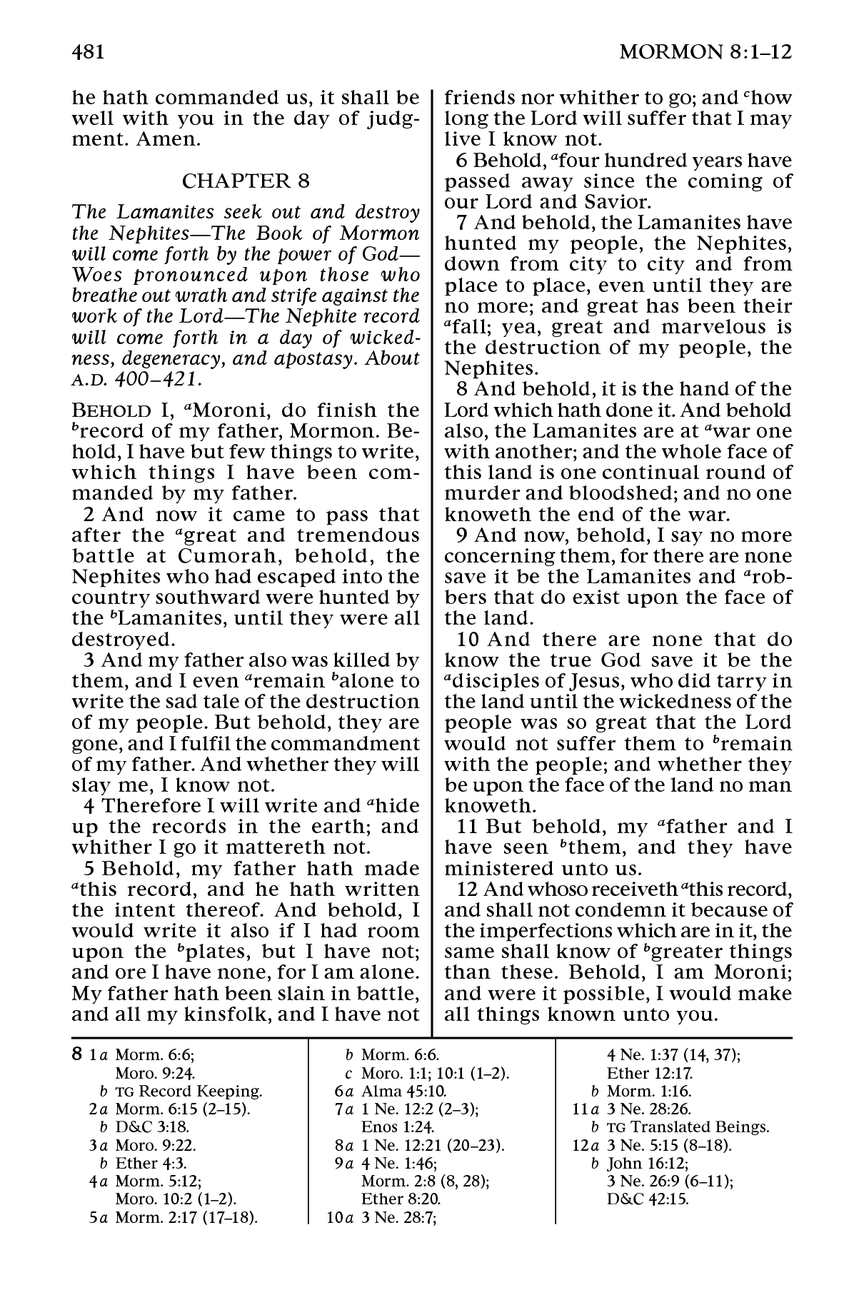 481
MORMON 8:1–12
he hath commanded us, it shall be
well with you in the day of judg-
ment. Amen.
CHAPTER 8
The Lamanites seek out and destroy
the Nephites—The Book of Mormon
will come forth by the power of God—
Woes pronounced upon those who
breathe out wrath and strife against the
work of the Lord—The Nephite record
will come forth in a day of wicked-
ness, degeneracy, and apostasy. About
A.D. 400–421.
BEHOLD I, aMoroni, do finish the
brecord of my father, Mormon. Be-
hold, I have but few things to write,
which things I have been com-
manded by my father.
2 And now it came to pass that
after the agreat and tremendous
battle at Cumorah, behold, the
Nephites who had escaped into the
country southward were hunted by
the bLamanites, until they were all
destroyed.
3 And my father also was killed by
them, and I even aremain balone to
write the sad tale of the destruction
of my people. But behold, they are
gone, and I fulfil the commandment
of my father. And whether they will
slay me, I know not.
4 Therefore I will write and ahide
up the records in the earth; and
whither I go it mattereth not.
5 Behold, my father hath made
athis record, and he hath written
the intent thereof. And behold, I
would write it also if I had room
upon the bplates, but I have not;
and ore I have none, for I am alone.
My father hath been slain in battle,
and all my kinsfolk, and I have not
friends nor whither to go; and chow
long the Lord will suffer that I may
live I know not.
6 Behold, afour hundred years have
passed away since the coming of
our Lord and Savior.
7 And behold, the Lamanites have
hunted my people, the Nephites,
down from city to city and from
place to place, even until they are
no more; and great has been their
afall; yea, great and marvelous is
the destruction of my people, the
Nephites.
8 And behold, it is the hand of the
Lord which hath done it. And behold
also, the Lamanites are at awar one
with another; and the whole face of
this land is one continual round of
murder and bloodshed; and no one
knoweth the end of the war.
9 And now, behold, I say no more
concerning them, for there are none
save it be the Lamanites and arob-
bers that do exist upon the face of
the land.
10 And there are none that do
know the true God save it be the
adisciples of Jesus, who did tarry in
the land until the wickedness of the
people was so great that the Lord
would not suffer them to bremain
with the people; and whether they
be upon the face of the land no man
knoweth.
11 But behold, my afather and I
have seen bthem, and they have
ministered unto us.
12 And whoso receiveth athis record,
and shall not condemn it because of
the imperfections which are in it, the
same shall know of bgreater things
than these. Behold, I am Moroni;
and were it possible, I would make
all things known unto you.
8 1a Morm. 6:6;
Moro. 9:24.
b TG Record Keeping.
2a Morm. 6:15 (2–15).
b D&C 3:18.
3a Moro. 9:22.
b Ether 4:3.
4a Morm. 5:12;
Moro. 10:2 (1–2).
5a Morm. 2:17 (17–18).
b Morm. 6:6.
c Moro. 1:1; 10:1 (1–2).
6a Alma 45:10.
7a 1 Ne. 12:2 (2–3);
Enos 1:24.
8a 1 Ne. 12:21 (20–23).
9a 4 Ne. 1:46;
Morm. 2:8 (8, 28);
Ether 8:20.
10a 3 Ne. 28:7;
4 Ne. 1:37 (14, 37);
Ether 12:17.
b Morm. 1:16.
11a 3 Ne. 28:26.
b TG Translated Beings.
12a 3 Ne. 5:15 (8–18).
b John 16:12;
3 Ne. 26:9 (6–11);
D&C 42:15.